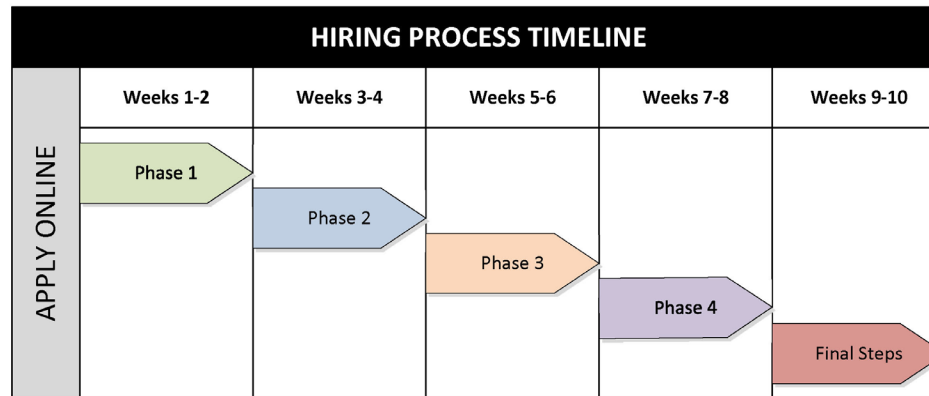 HIRING PROCESS TIMELINE
APPLY ONLINE
Weeks 1-2
Weeks 3-4
Weeks 5-6
Weeks 7-8
Weeks 9-10
Phase 1
Phase 2
Phase 3
Phase 4
Final Steps